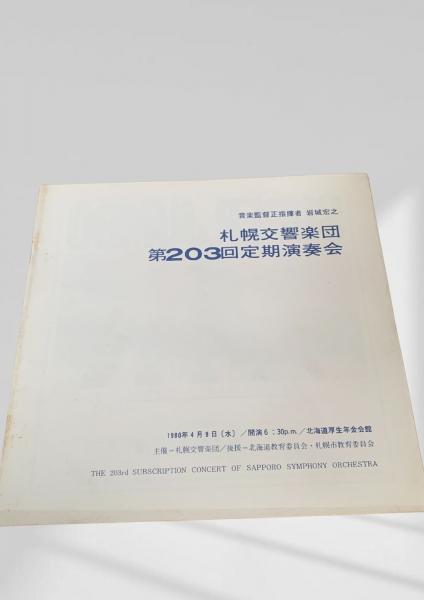 音楽監督正指揮者 岩城宏之
札幌交響楽団
第203回定期演奏会
1980年4月9日〔水〕／開演6：30p.m.／北海道厚生年金会館
主催＝札幌交響楽団／後援＝北海道教育委員会・札幌市教育委員会
THE 203rd SUBSCRIPTION CONCERT OF SAPPORO SYMPHONY ORCHESTRA